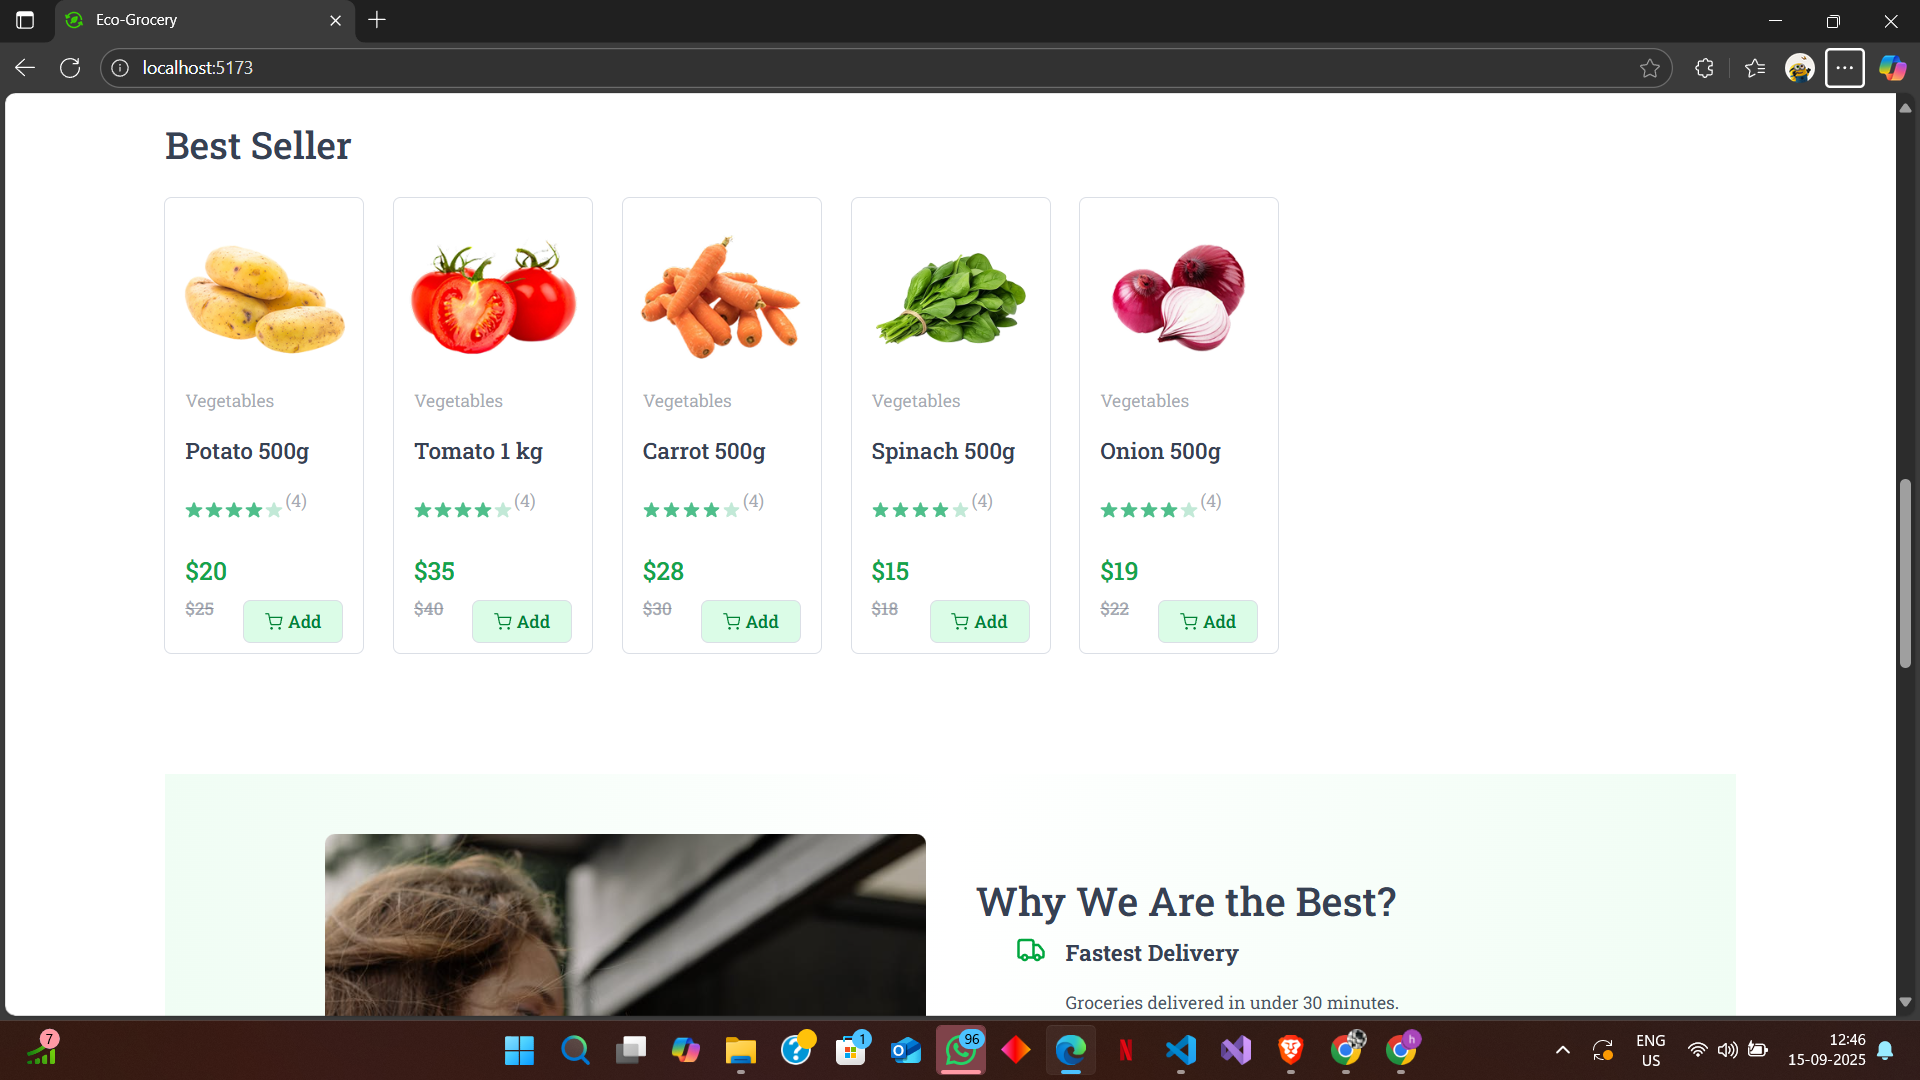 Eco-Grocery
localhost:5173
Best Seller
Vegetables
Potato 500g
(4)
$20
$25
Add
Vegetables
Tomato 1 kg
(4)
$35
$40
Add
Vegetables
Carrot 500g
(4)
$28
$30
Add
Vegetables
Spinach 500g
(4)
$15
$18
Add
Vegetables
Onion 500g
(4)
$19
$22
Add
Why We Are the Best?
Fastest Delivery
Groceries delivered in under 30 minutes.
7
1
96
h
ENG
US
12:46
15-09-2025